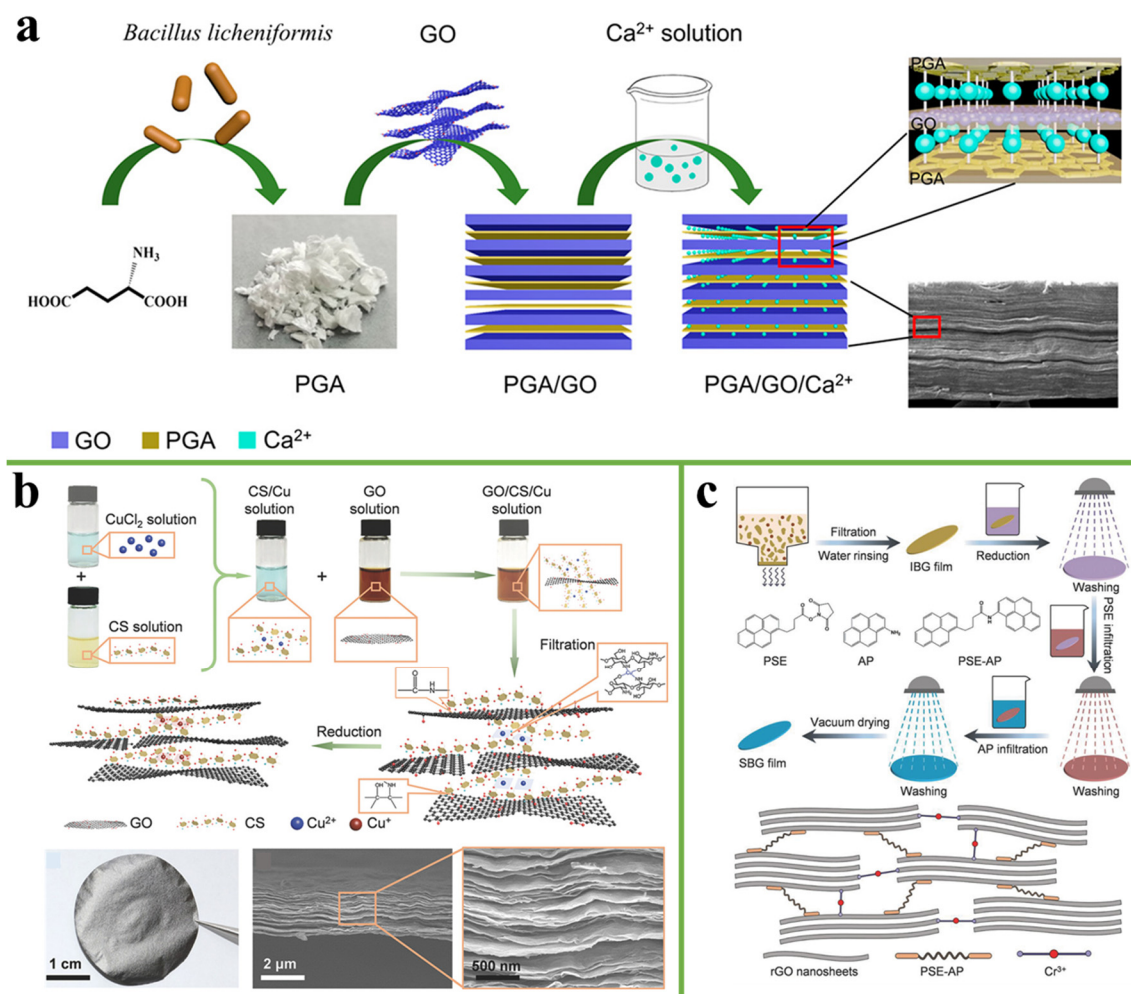 a
Bacillus licheniformis
GO
Ca²⁺ solution
PGA
GO
PGA
NH₃
HOOC
COOH
PGA
PGA/GO
PGA/GO/Ca²⁺
GO
PGA
Ca²⁺
b
CuCl₂ solution
+
CS solution
CS/Cu
solution
+
GO
solution
GO/CS/Cu
solution
Filtration
Reduction
GO
CS
Cu²⁺
Cu⁺
1 cm
2 μm
500 nm
c
Filtration
Water rinsing
IBG film
Reduction
Washing
PSE
infiltration
PSE
AP
PSE-AP
Washing
AP infiltration
Washing
Vacuum drying
SBG film
rGO nanosheets
PSE-AP
Cr³⁺